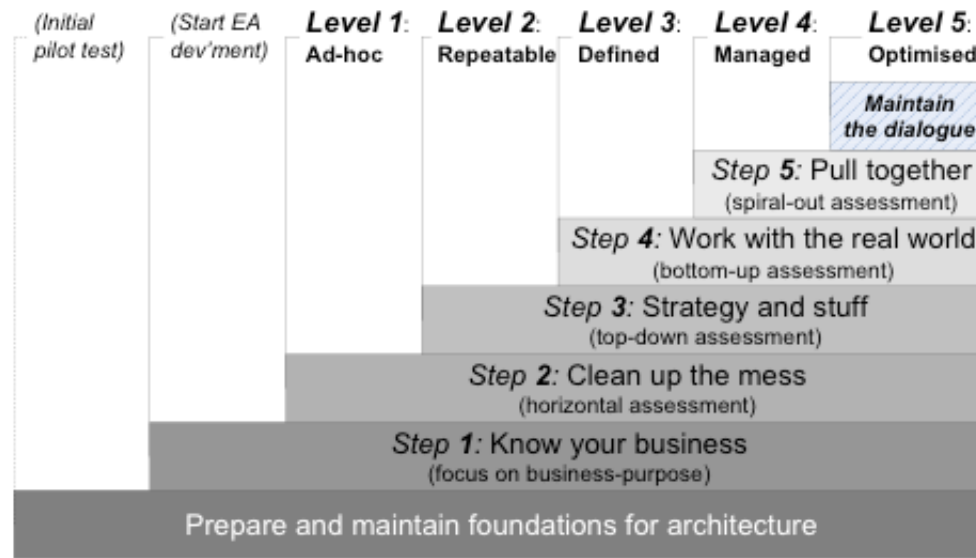 (Initial
pilot test)
(Start EA
dev'ment)
Level 1:
Ad-hoc
Level 2:
Repeatable
Level 3:
Defined
Level 4:
Managed
Level 5:
Optimised
Maintain
the dialogue
Step 5: Pull together
(spiral-out assessment)
Step 4: Work with the real world
(bottom-up assessment)
Step 3: Strategy and stuff
(top-down assessment)
Step 2: Clean up the mess
(horizontal assessment)
Step 1: Know your business
(focus on business-purpose)
Prepare and maintain foundations for architecture